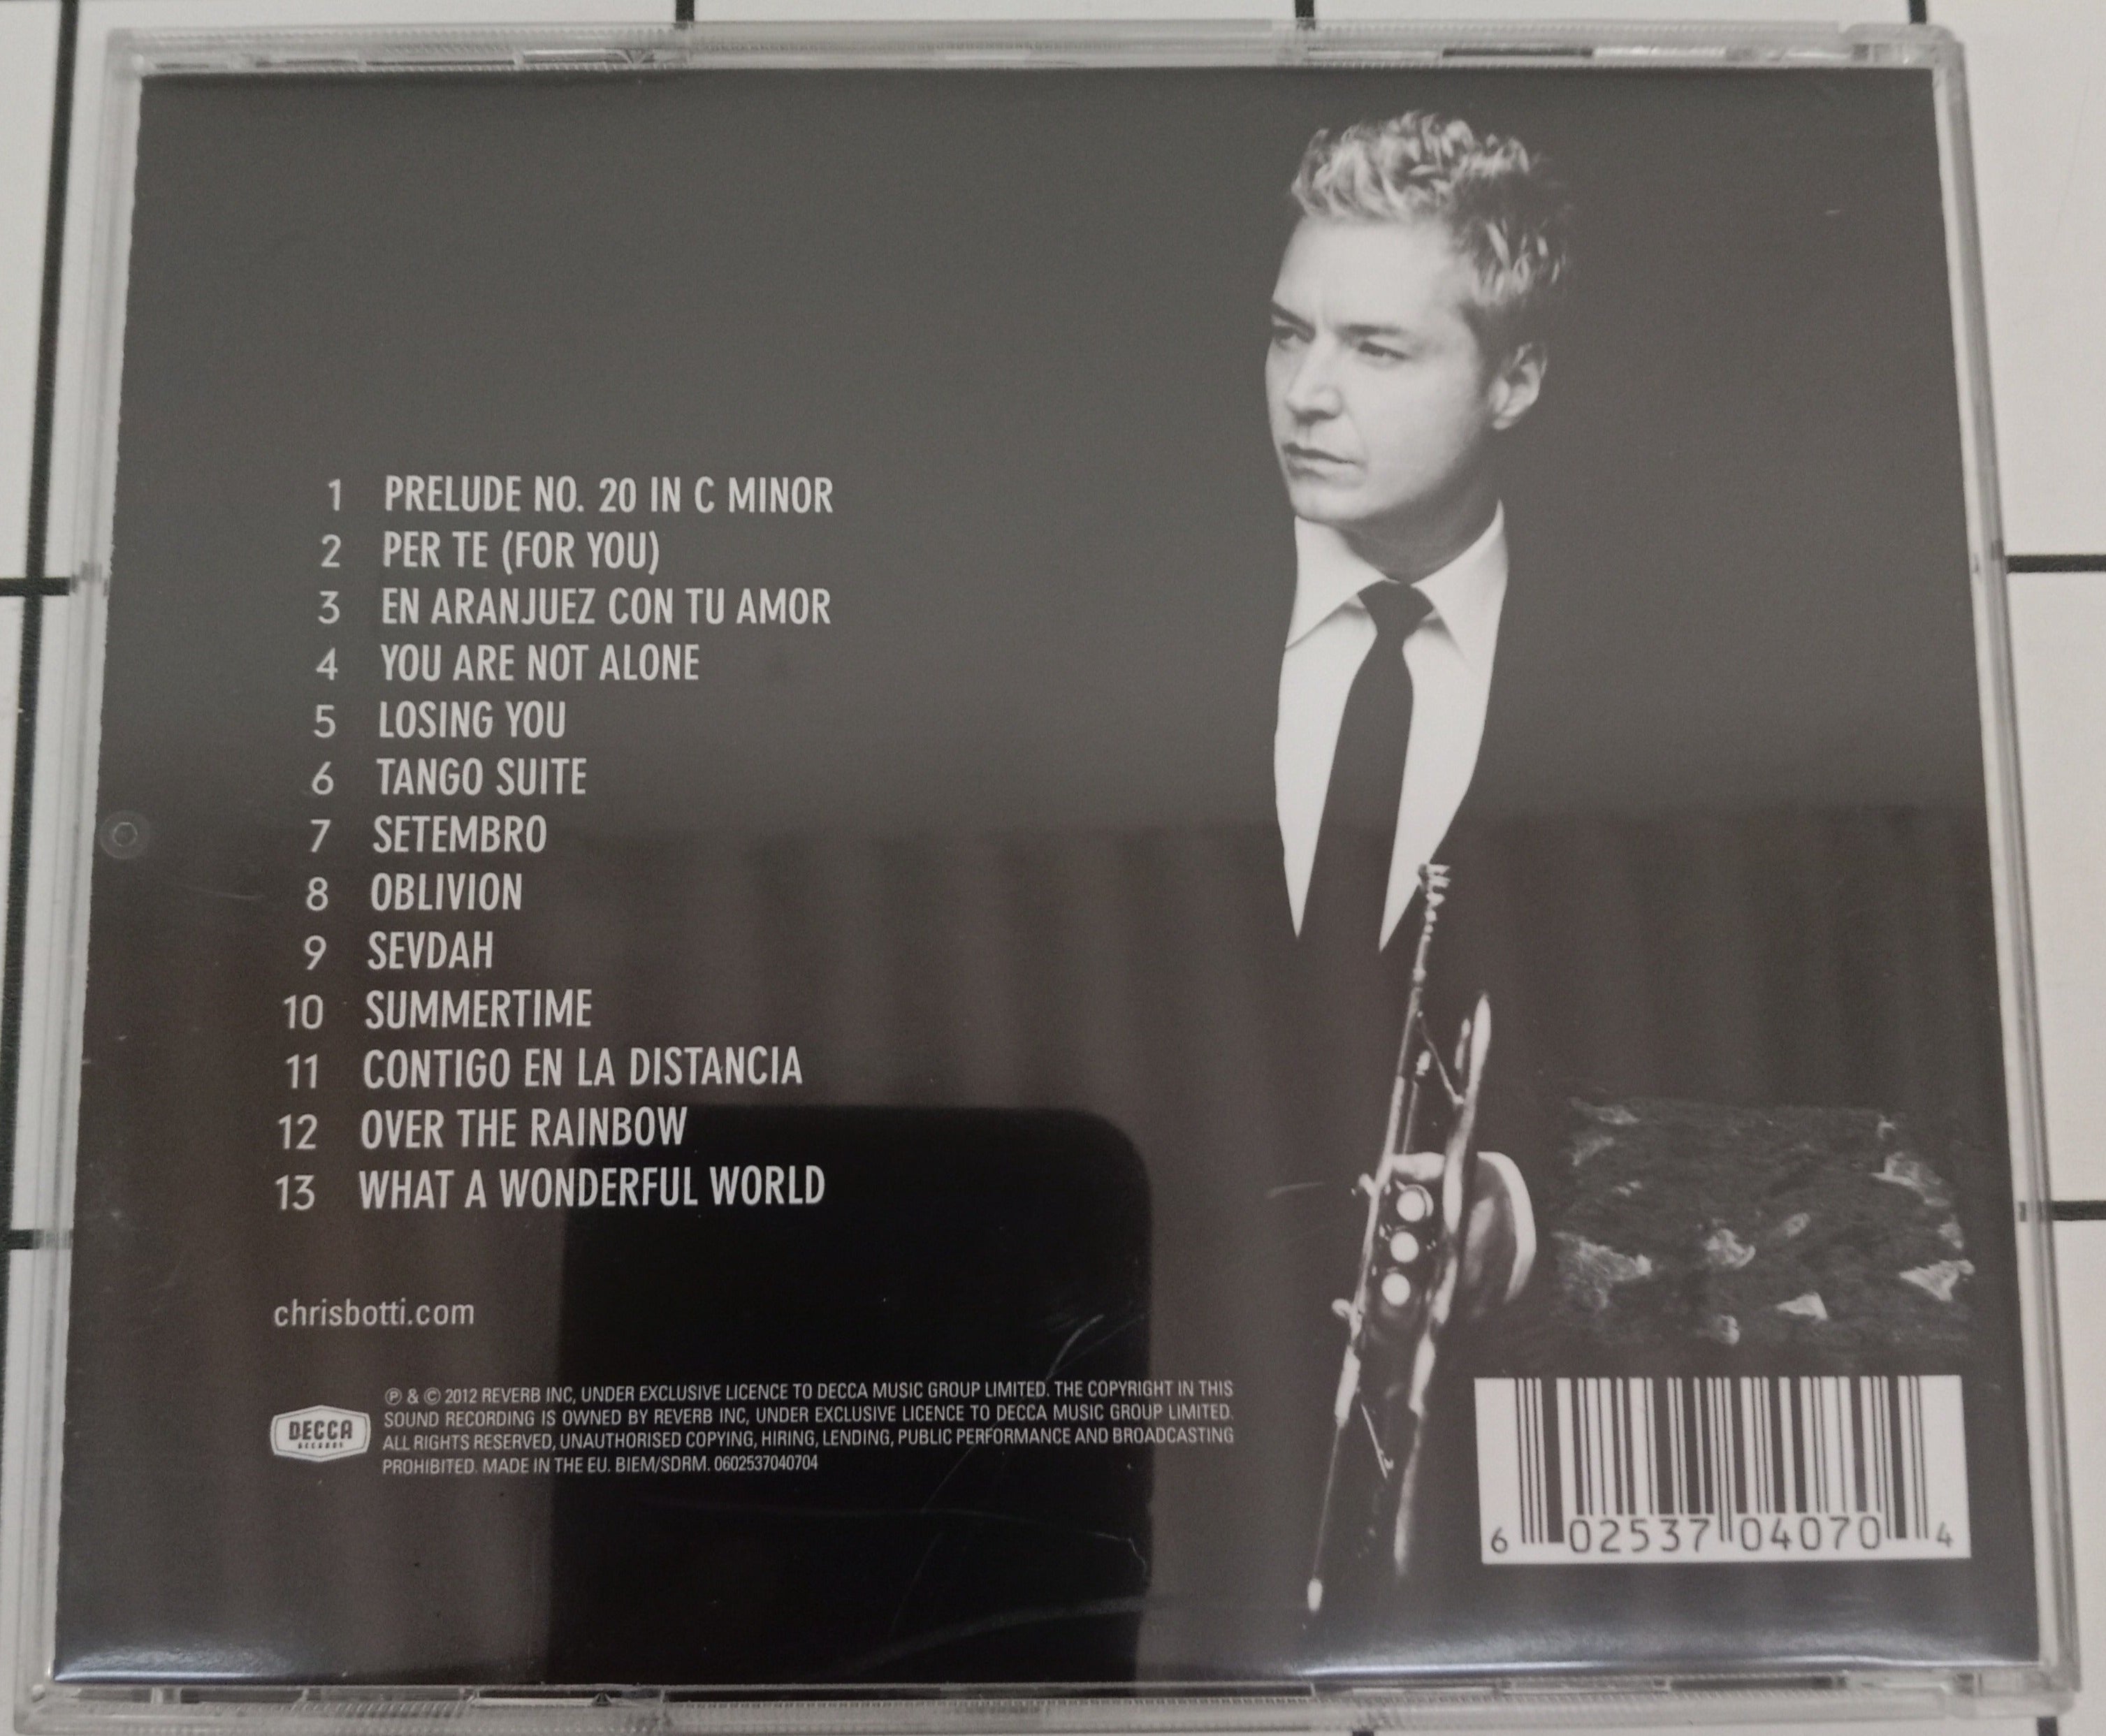 1 PRELUDE NO. 20 IN C MINOR
2 PER TE (FOR YOU)
3 EN ARANJUEZ CON TU AMOR
4 YOU ARE NOT ALONE
5 LOSING YOU
6 TANGO SUITE
7 SETEMBRO
8 OBLIVION
9 SEVDAH
10 SUMMERTIME
11 CONTIGO EN LA DISTANCIA
12 OVER THE RAINBOW
13 WHAT A WONDERFUL WORLD
chrisbotti.com
DECCA
RECORDS
℗ & © 2012 REVERB INC, UNDER EXCLUSIVE LICENCE TO DECCA MUSIC GROUP LIMITED. THE COPYRIGHT IN THIS
SOUND RECORDING IS OWNED BY REVERB INC, UNDER EXCLUSIVE LICENCE TO DECCA MUSIC GROUP LIMITED.
ALL RIGHTS RESERVED, UNAUTHORISED COPYING, HIRING, LENDING, PUBLIC PERFORMANCE AND BROADCASTING
PROHIBITED. MADE IN THE EU. BIEM/SDRM. 0602537040704
6 02537 04070 4